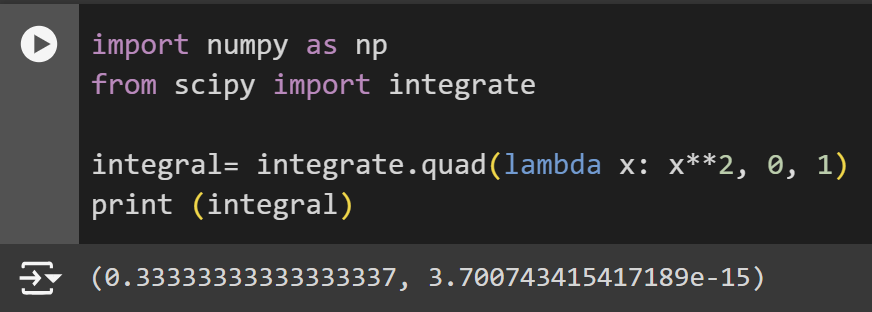 import numpy as np
from scipy import integrate
integral= integrate.quad(lambda x: x**2, 0, 1)
print (integral)
(0.33333333333333337, 3.700743415417189e-15)